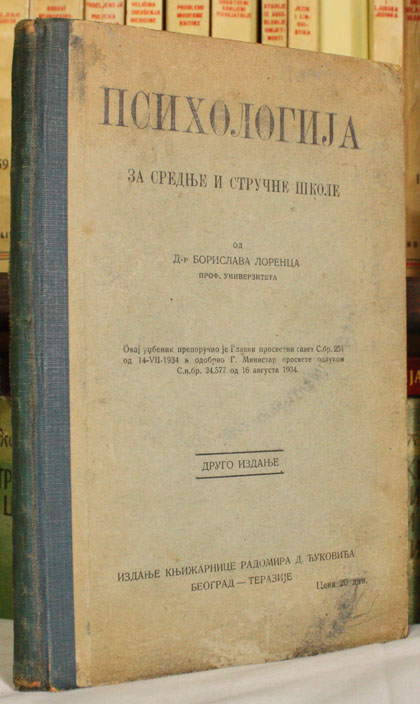 ПСИХОЛОГИЈА
ЗА СРЕДЊЕ И СТРУЧНЕ ШКОЛЕ
ОД
Д-р БОРИСЛАВА ЛОРЕНЦА
ПРОФ. УНИВЕРЗИТЕТА
Овај уџбеник препоручио је Главни просветни савет С.бр.
од 14-VII-1934 и одобрио Г. Министар просвете одлуком
С.н.бр. 24.577 од 16 августа 1934.
ДРУГО ИЗДАЊЕ
ИЗДАЊЕ КЊИЖАРНИЦЕ РАДОМИРА Д. ЋУКОВИЋА
БЕОГРАД — ТЕРАЗИЈЕ
Цена 20 дин.